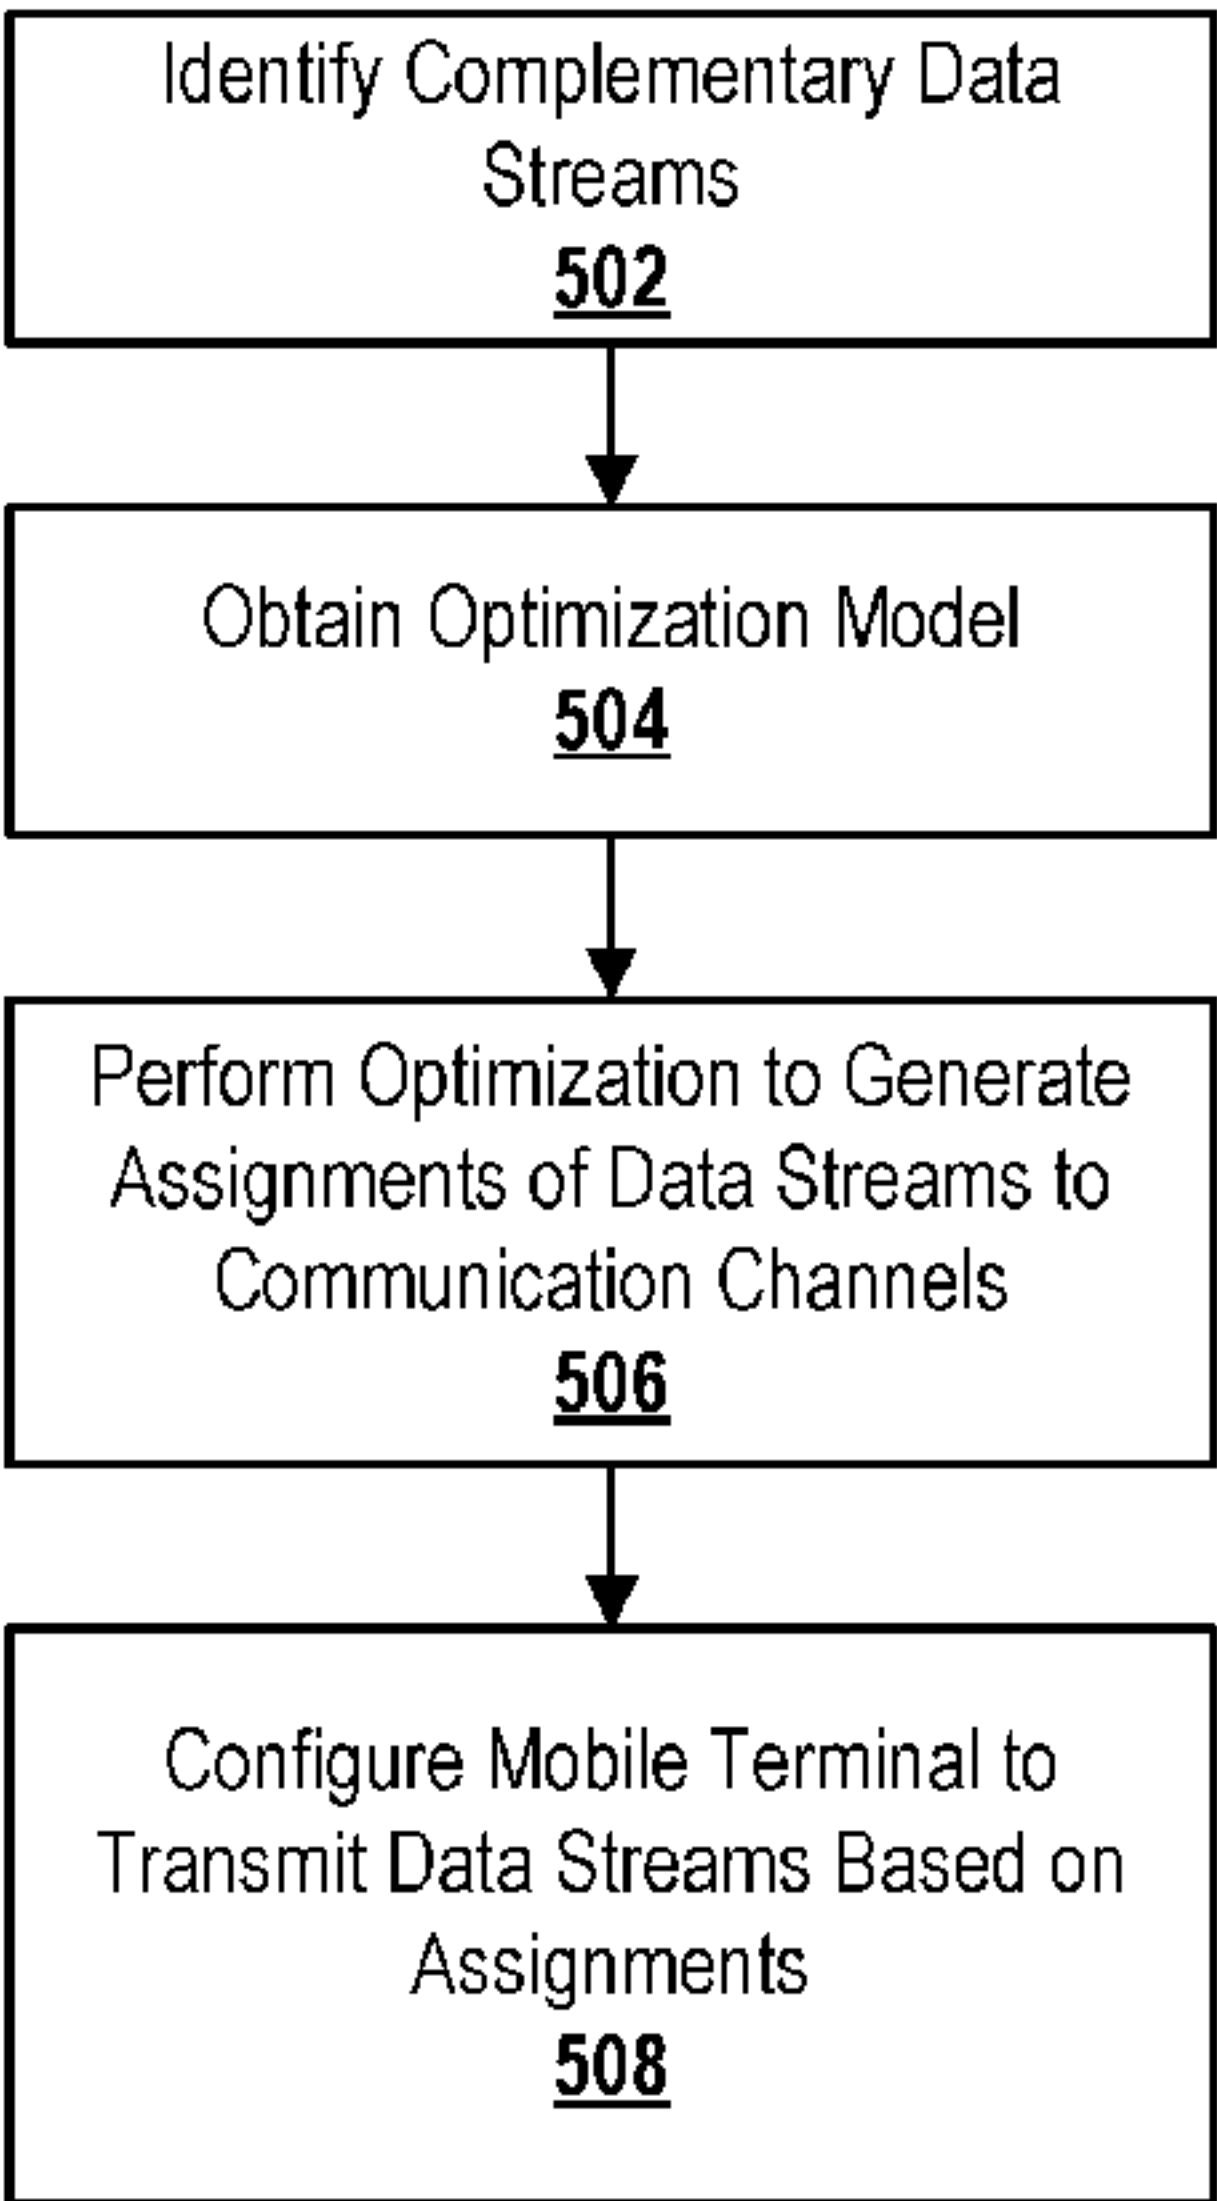 Identify Complementary Data
Streams
502
Obtain Optimization Model
504
Perform Optimization to Generate
Assignments of Data Streams to
Communication Channels
506
Configure Mobile Terminal to
Transmit Data Streams Based on
Assignments
508